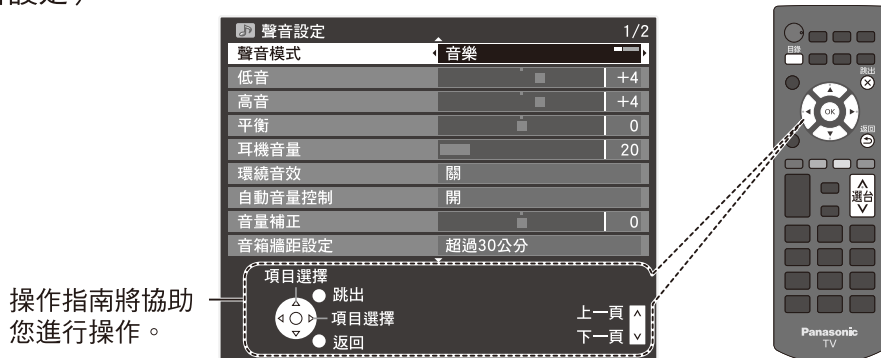 聲音設定 1/2
聲音模式 音樂
低音 +4
高音 +4
平衡 0
耳機音量 20
環繞音效 關
自動音量控制 開
音量補正 0
音箱牆距設定 超過30公分
項目選擇
跳出
項目選擇
返回
上一頁
下一頁
操作指南將協助
您進行操作。
目錄
跳出
OK
返回
選台
Panasonic
TV